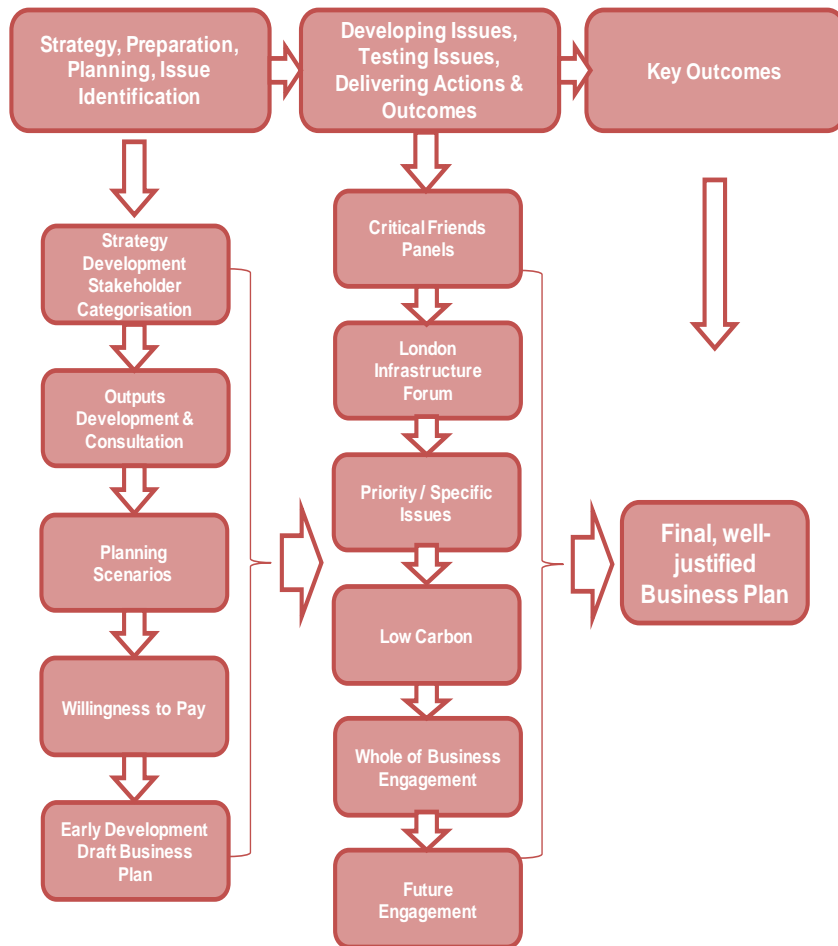 Strategy, Preparation,
Planning, Issue
Identification
Developing Issues,
Testing Issues,
Delivering Actions &
Outcomes
Key Outcomes
Strategy
Development
Stakeholder
Categorisation
Outputs
Development &
Consultation
Planning
Scenarios
Willingness to Pay
Early Development
Draft Business
Plan
Critical Friends
Panels
London
Infrastructure
Forum
Priority / Specific
Issues
Low Carbon
Whole of Business
Engagement
Future
Engagement
Final, well-
justified
Business Plan